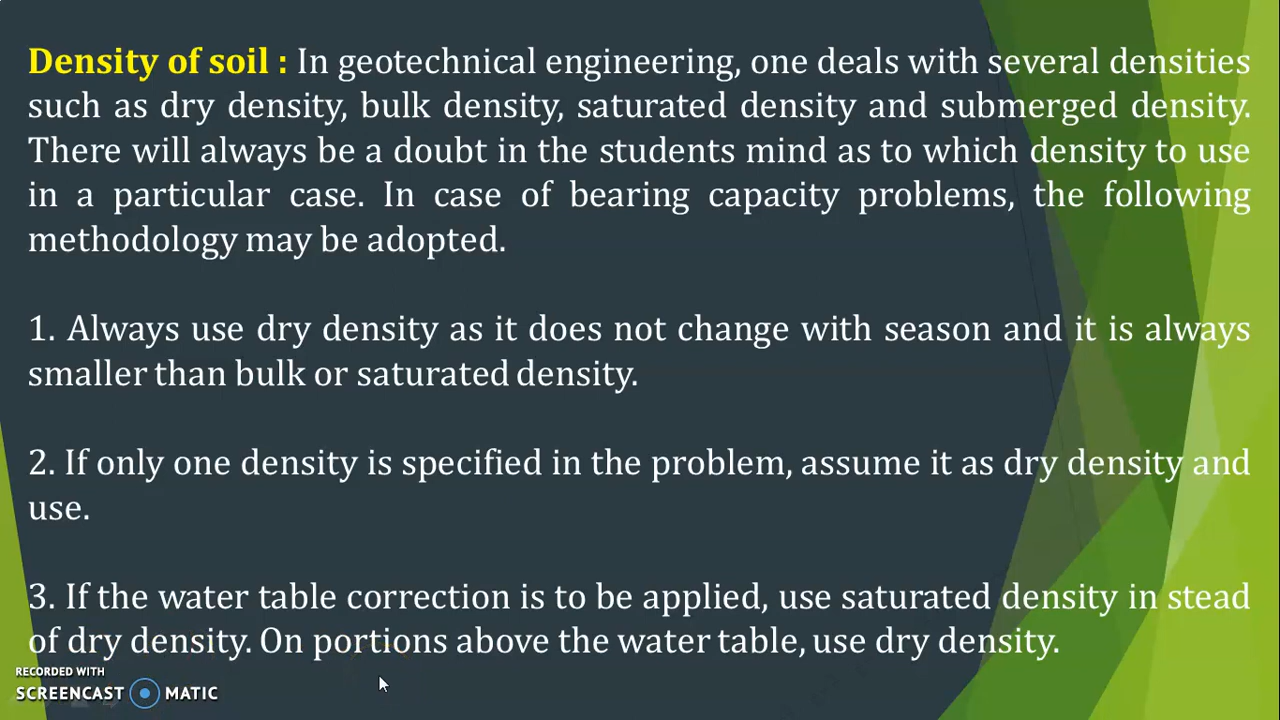 Density of soil : In geotechnical engineering, one deals with several densities
such as dry density, bulk density, saturated density and submerged density.
There will always be a doubt in the students mind as to which density to use
in a particular case. In case of bearing capacity problems, the following
methodology may be adopted.
1. Always use dry density as it does not change with season and it is always
smaller than bulk or saturated density.
2. If only one density is specified in the problem, assume it as dry density and
use.
3. If the water table correction is to be applied, use saturated density in stead
of dry density. On portions above the water table, use dry density.
RECORDED WITH
SCREENCAST MATIC